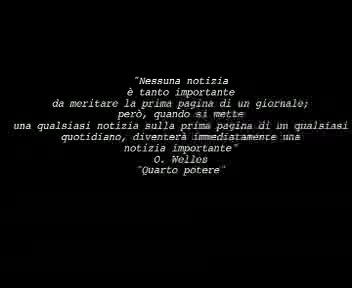 "Nessuna notizia
è tanto importante
da meritare la prima pagina di un giornale;
però, quando si mette
una qualsiasi notizia sulla prima pagina di un qualsiasi
quotidiano, diventerà immediatamente una
notizia importante"
O. Welles
"Quarto potere"